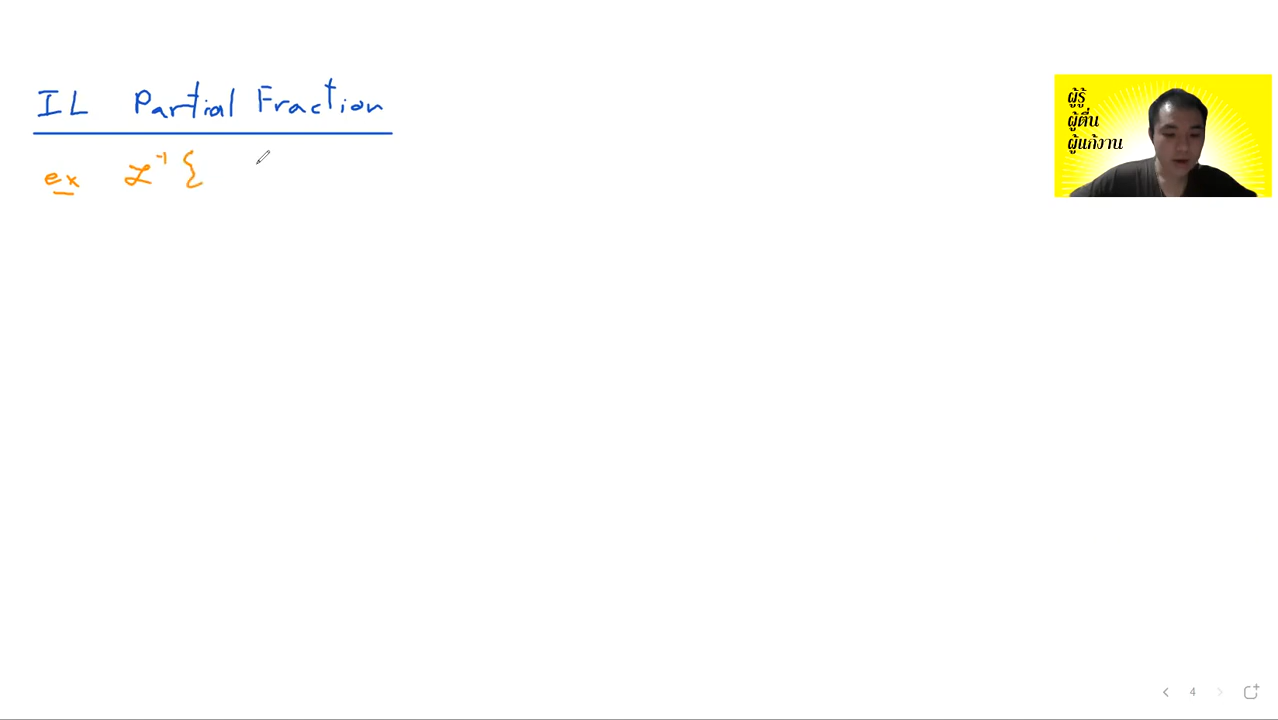 IL Partial Fraction
ex ℒ⁻¹ {
ผู้รู้
ผู้ตื่น
ผู้แก้งาน
4